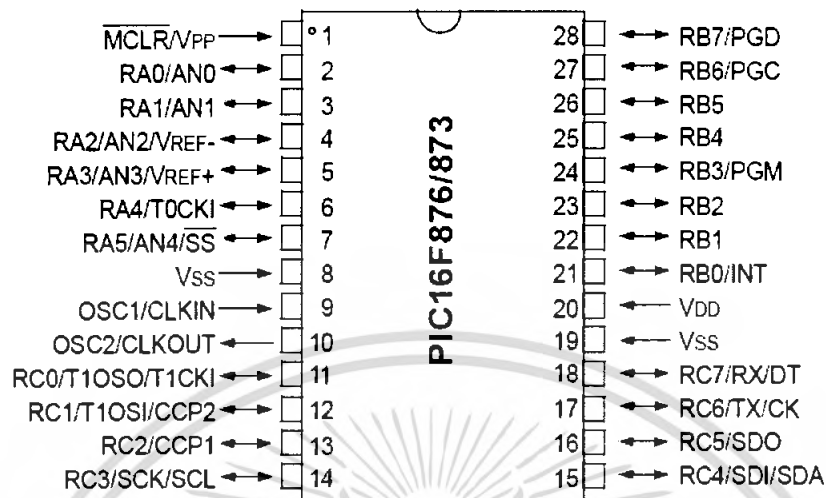 MCLR/VPP 1 28 RB7/PGD
RA0/AN0 2 27 RB6/PGC
RA1/AN1 3 26 RB5
RA2/AN2/VREF- 4 25 RB4
RA3/AN3/VREF+ 5 24 RB3/PGM
RA4/T0CKI 6 23 RB2
RA5/AN4/SS 7 22 RB1
VSS 8 21 RB0/INT
OSC1/CLKIN 9 20 VDD
OSC2/CLKOUT 10 19 VSS
RC0/T1OSO/T1CKI 11 18 RC7/RX/DT
RC1/T1OSI/CCP2 12 17 RC6/TX/CK
RC2/CCP1 13 16 RC5/SDO
RC3/SCK/SCL 14 15 RC4/SDI/SDA
PIC16F876/873